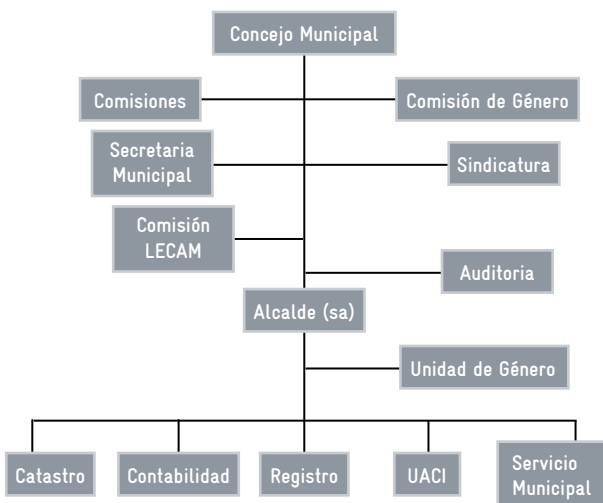 Concejo Municipal
Comisiones
Comisión de Género
Secretaria
Municipal
Sindicatura
Comisión
LECAM
Auditoria
Alcalde (sa)
Unidad de Género
Catastro
Contabilidad
Registro
UACI
Servicio
Municipal